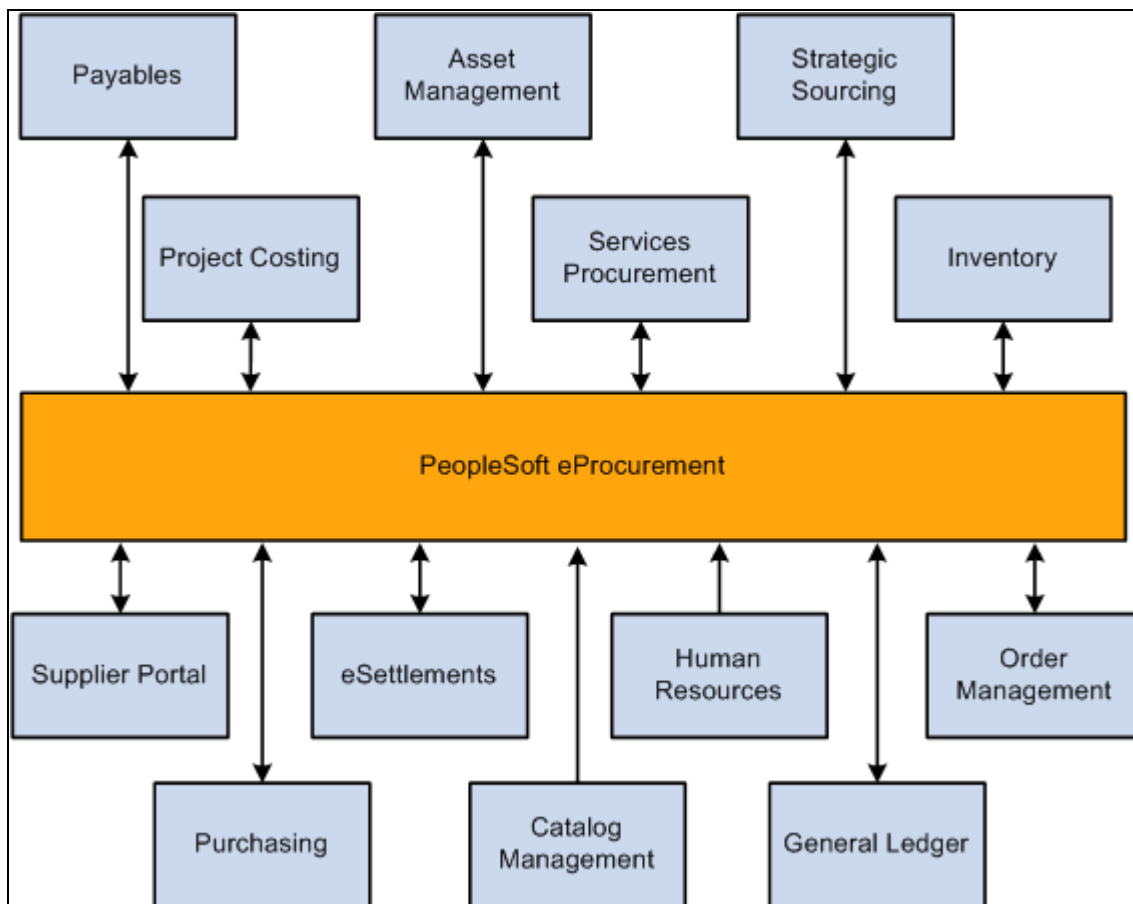 Payables
Asset
Management
Strategic
Sourcing
Project Costing
Services
Procurement
Inventory
PeopleSoft eProcurement
Supplier Portal
eSettlements
Human
Resources
Order
Management
Purchasing
Catalog
Management
General Ledger